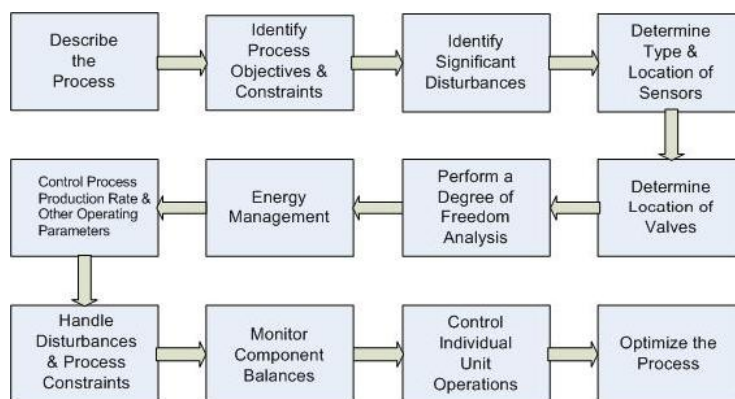 Describe
the
Process
Identify
Process
Objectives &
Constraints
Identify
Significant
Disturbances
Determine
Type &
Location of
Sensors
Determine
Location of
Valves
Perform a
Degree of
Freedom
Analysis
Energy
Management
Control Process
Production Rate &
Other Operating
Parameters
Handle
Disturbances
& Process
Constraints
Monitor
Component
Balances
Control
Individual
Unit
Operations
Optimize the
Process